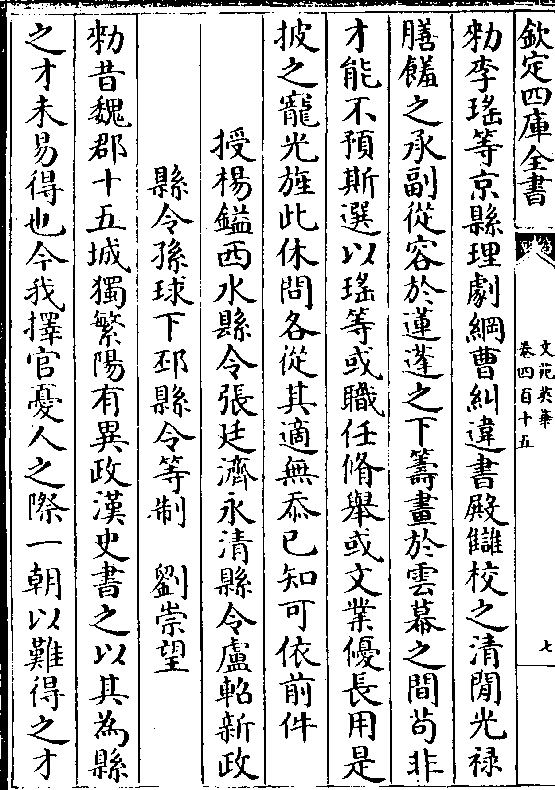 欽定四庫全書
文苑英華
卷四百十五
七
勑李瑤等京縣理劇綱曹糾違書殿讎校之清閒光禄
膳饈之承副從容於蓮蓬之下籌畫於雲幕之間茍非
才能不預斯選以瑤等或職任脩舉或文業優長用是
披之寵光旌此休問各從其適無忝已知可依前件
授楊鎰西水縣令張廷濟永清縣令盧軺新政
縣令孫球下邳縣令等制　劉崇望
勑昔魏郡十五城獨繁陽有異政漢史書之以其為縣
之才未易得也今我擇官憂人之際一朝以難得之才